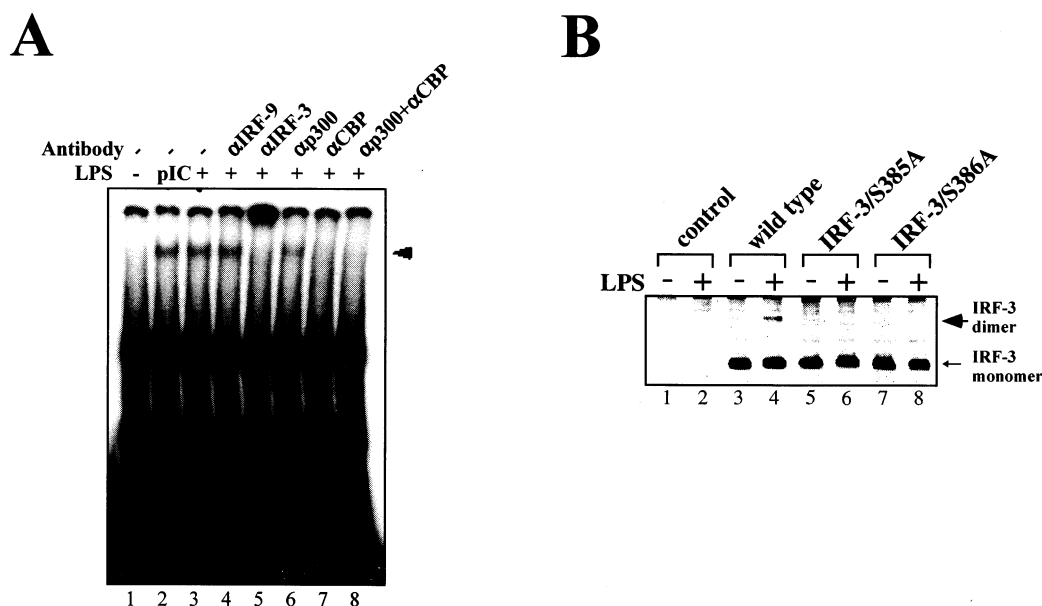 A
Antibody - - - αIRF-9 αIRF-3 αp300 αCBP αp300+αCBP
LPS - pIC + + + + + +
1 2 3 4 5 6 7 8
B
control wild type IRF-3/S385A IRF-3/S386A
LPS - + - + - + - +
IRF-3
dimer
IRF-3
monomer
1 2 3 4 5 6 7 8